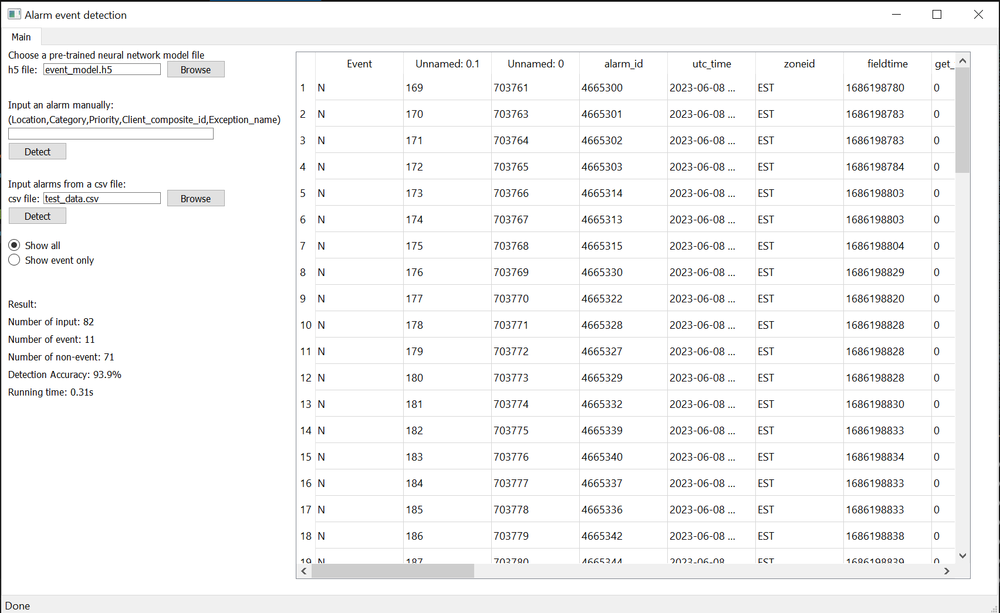 Alarm event detection
Main
Choose a pre-trained neural network model file
h5 file: event_model.h5 Browse
Input an alarm manually:
(Location,Category,Priority,Client_composite_id,Exception_name)
Detect
Input alarms from a csv file:
csv file: test_data.csv Browse
Detect
Show all
Show event only
Result:
Number of input: 82
Number of event: 11
Number of non-event: 71
Detection Accuracy: 93.9%
Running time: 0.31s
Event Unnamed: 0.1 Unnamed: 0 alarm_id utc_time zoneid fieldtime get_
1 N 169 703761 4665300 2023-06-08 ... EST 1686198780 0
2 N 170 703763 4665301 2023-06-08 ... EST 1686198783 0
3 N 171 703764 4665302 2023-06-08 ... EST 1686198783 0
4 N 172 703765 4665303 2023-06-08 ... EST 1686198784 0
5 N 173 703766 4665314 2023-06-08 ... EST 1686198803 0
6 N 174 703767 4665313 2023-06-08 ... EST 1686198803 0
7 N 175 703768 4665315 2023-06-08 ... EST 1686198804 0
8 N 176 703769 4665330 2023-06-08 ... EST 1686198829 0
9 N 177 703770 4665322 2023-06-08 ... EST 1686198820 0
10 N 178 703771 4665328 2023-06-08 ... EST 1686198828 0
11 N 179 703772 4665327 2023-06-08 ... EST 1686198828 0
12 N 180 703773 4665329 2023-06-08 ... EST 1686198828 0
13 N 181 703774 4665332 2023-06-08 ... EST 1686198830 0
14 N 182 703775 4665339 2023-06-08 ... EST 1686198833 0
15 N 183 703776 4665340 2023-06-08 ... EST 1686198834 0
16 N 184 703777 4665337 2023-06-08 ... EST 1686198833 0
17 N 185 703778 4665336 2023-06-08 ... EST 1686198833 0
18 N 186 703779 4665342 2023-06-08 ... EST 1686198838 0
19 N 187 703780 4665344 2023-06-08 ... EST 1686198839 0
Done